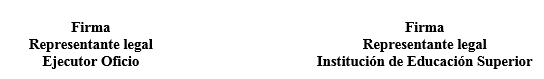 Firma
Representante legal
Ejecutor Oficio
Firma
Representante legal
Institución de Educación Superior